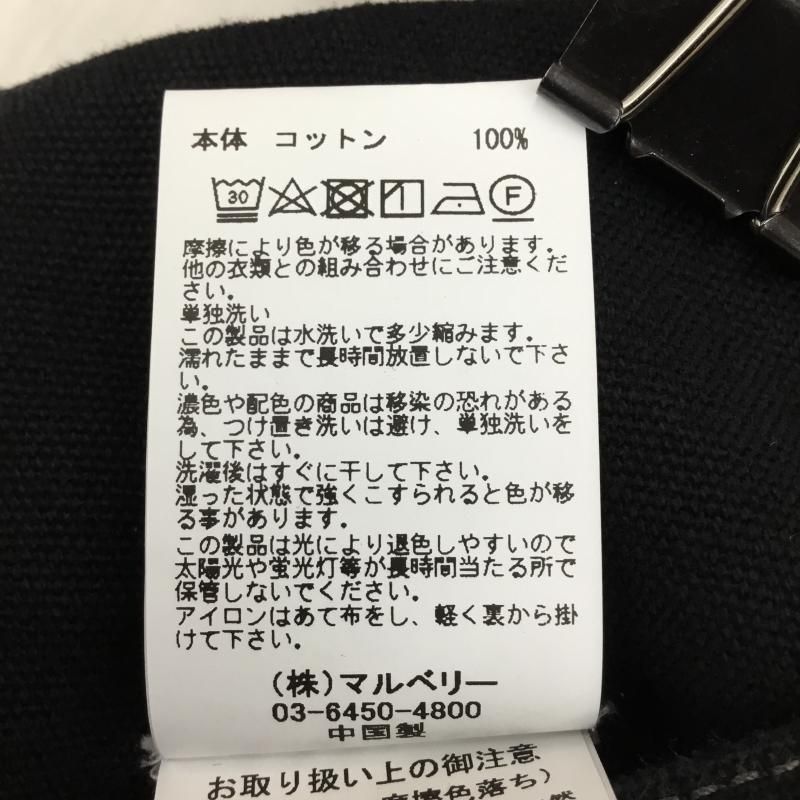 本体 コットン 100%
30 F
摩擦により色が移る場合があります。
他の衣類との組み合わせにご注意くだ
さい。
単独洗い
この製品は水洗いで多少縮みます。
濡れたままで長時間放置しないで下さ
い。
濃色や配色の商品は移染の恐れがある
為、つけ置き洗いは避け、単独洗いを
して下さい。
洗濯後はすぐに干して下さい。
湿った状態で強くこすられると色が移
る事があります。
この製品は光により退色しやすいので
太陽光や蛍光灯等が長時間当たる所で
保管しないでください。
アイロンはあて布をし、軽く裏から掛
けて下さい。
(株)マルベリー
03-6450-4800
中国製
お取り扱い上の御注意
摩擦色落ち)